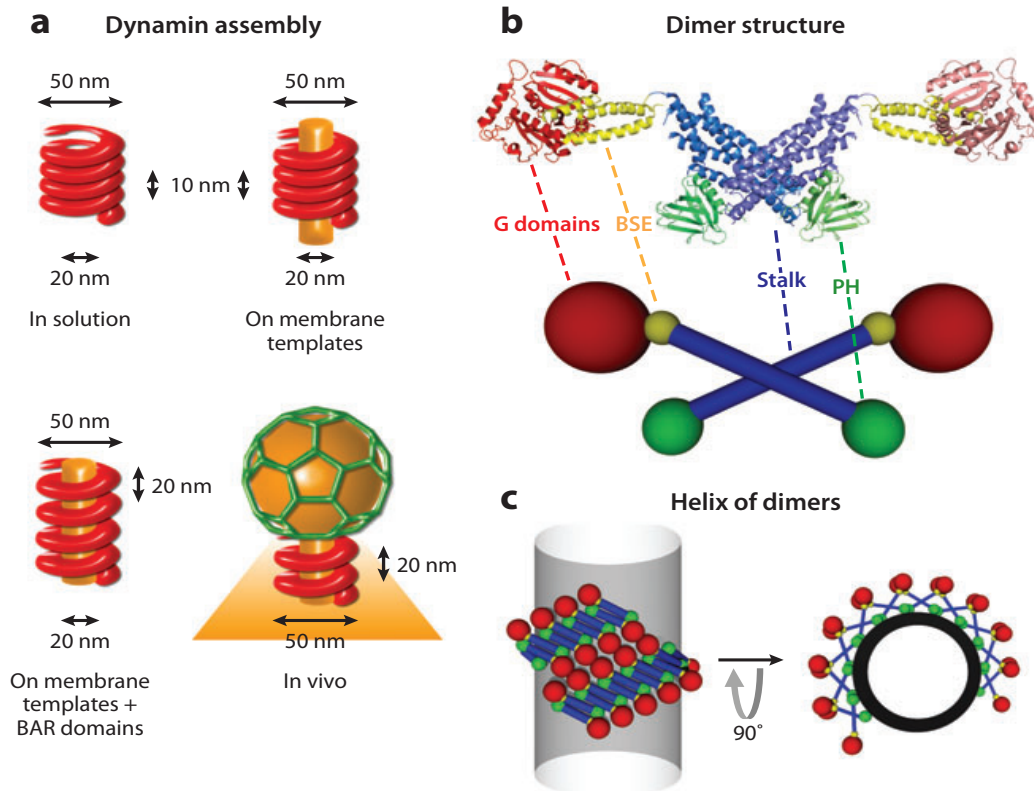 a
Dynamin assembly
50 nm
50 nm
10 nm
20 nm
20 nm
In solution
On membrane
templates
50 nm
20 nm
20 nm
20 nm
50 nm
On membrane
templates +
BAR domains
In vivo
b
Dimer structure
G domains
BSE
Stalk
PH
c
Helix of dimers
90°